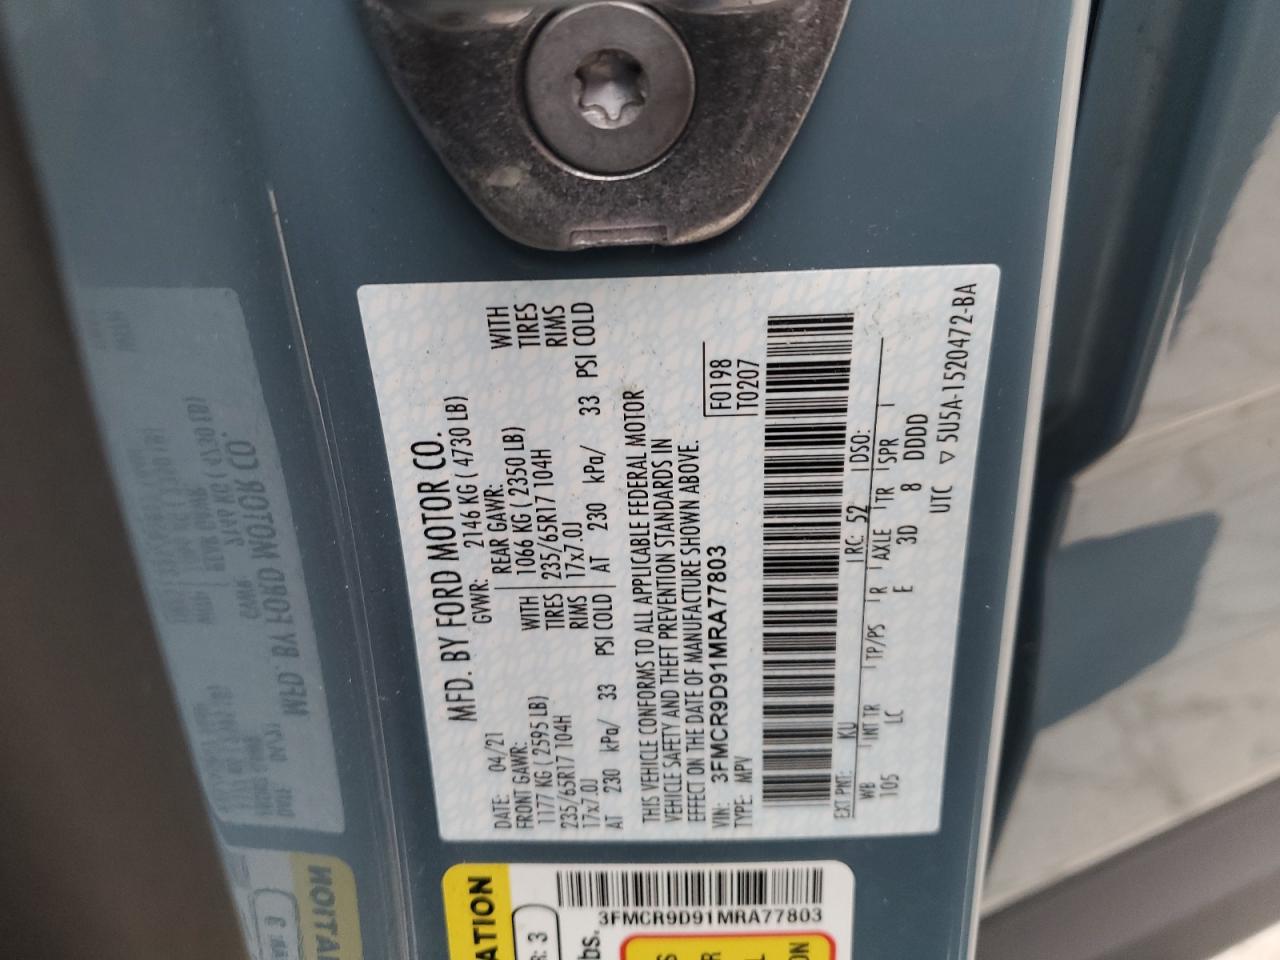 MFD. BY FORD MOTOR CO.
DATE: 04/21 GVWR: 2146 KG ( 4730 LB)
FRONT GAWR: REAR GAWR:
1177 KG ( 2595 LB) WITH 1066 KG ( 2350 LB) WITH
235/65R17 104H TIRES 235/65R17 104H TIRES
17x7.0J RIMS 17x7.0J RIMS
AT 230 kPa/ 33 PSI COLD AT 230 kPa/ 33 PSI COLD
THIS VEHICLE CONFORMS TO ALL APPLICABLE FEDERAL MOTOR
VEHICLE SAFETY AND THEFT PREVENTION STANDARDS IN
EFFECT ON THE DATE OF MANUFACTURE SHOWN ABOVE.
VIN: 3FMCR9D91MRA77803 F0198
TYPE: MPV T0207
EXT PNT: KU RC: 52 DSO:
WB INT TR TP/PS R AXLE TR SPR
105 LC E 3D 8 DDDD
UTC ▽ 5U5A-1520472-BA
ATION
R: 3
bs.
3FMCR9D91MRA77803